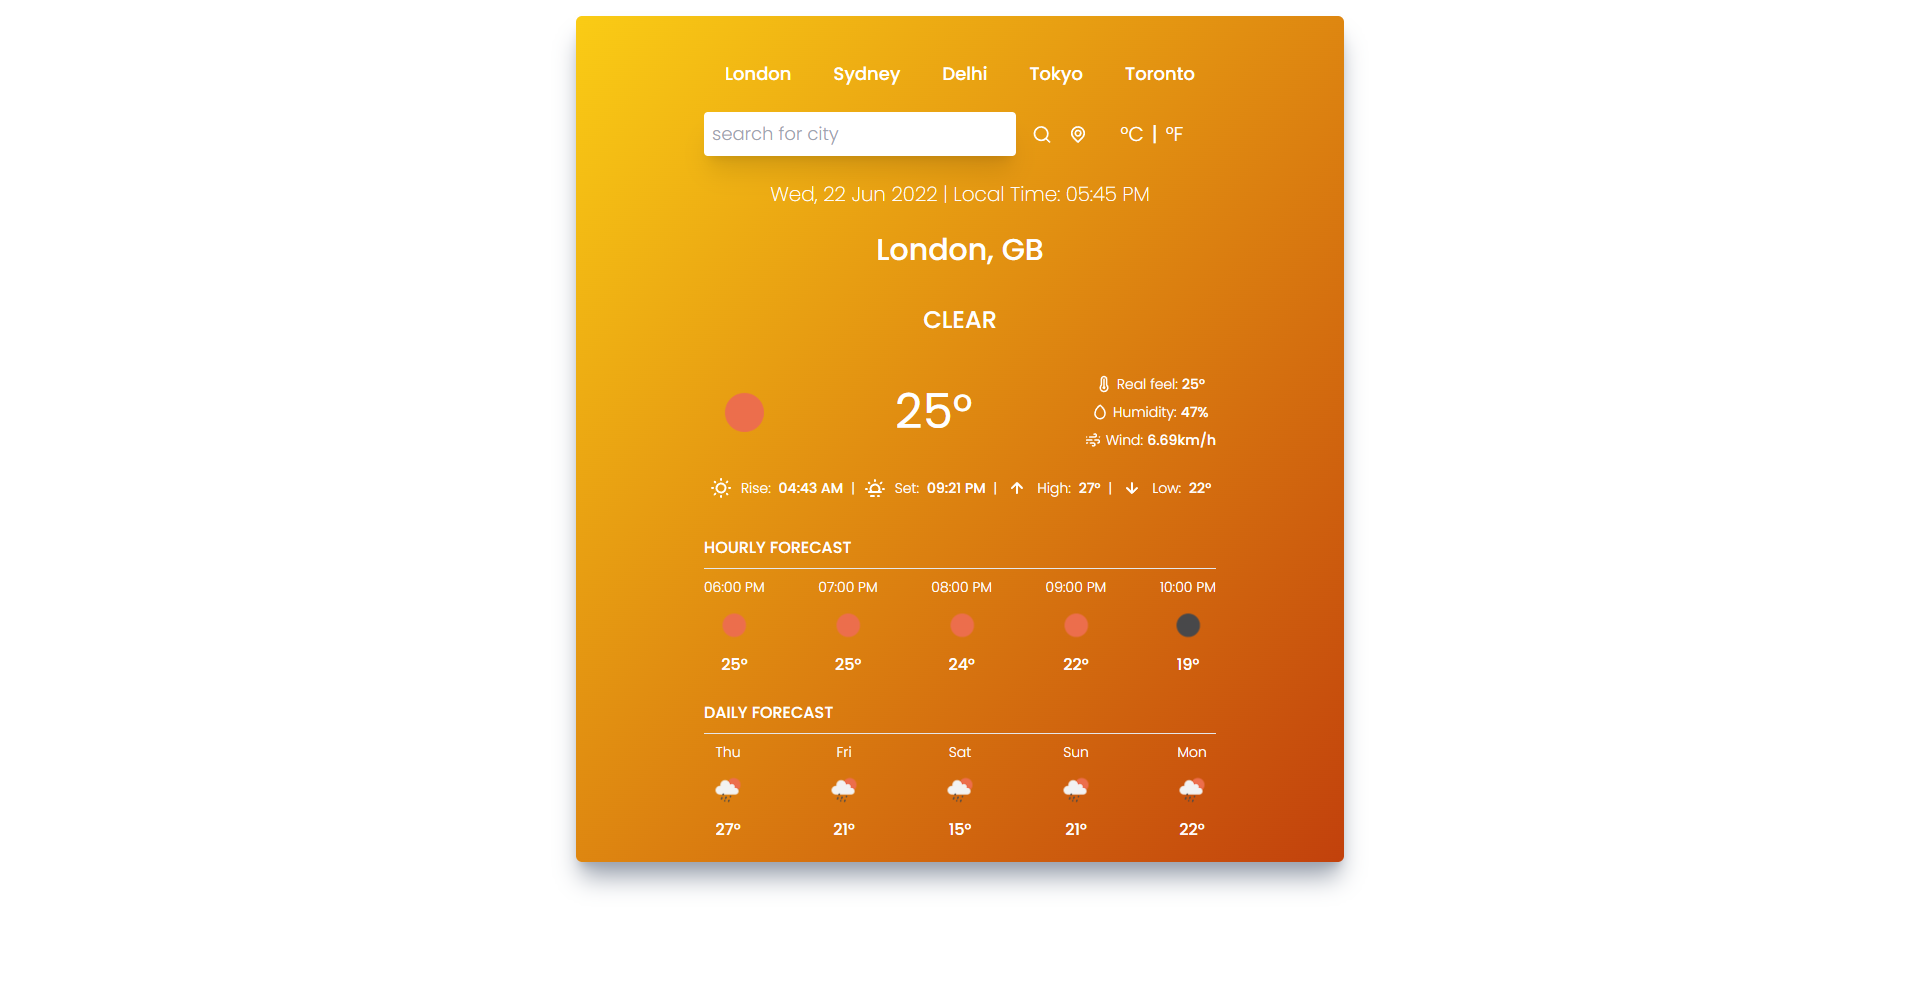 London Sydney Delhi Tokyo Toronto
search for city °C | °F
Wed, 22 Jun 2022 | Local Time: 05:45 PM
London, GB
CLEAR
25°
Real feel: 25°
Humidity: 47%
Wind: 6.69km/h
Rise: 04:43 AM | Set: 09:21 PM | High: 27° | Low: 22°
HOURLY FORECAST
06:00 PM 07:00 PM 08:00 PM 09:00 PM 10:00 PM
25° 25° 24° 22° 19°
DAILY FORECAST
Thu Fri Sat Sun Mon
27° 21° 15° 21° 22°